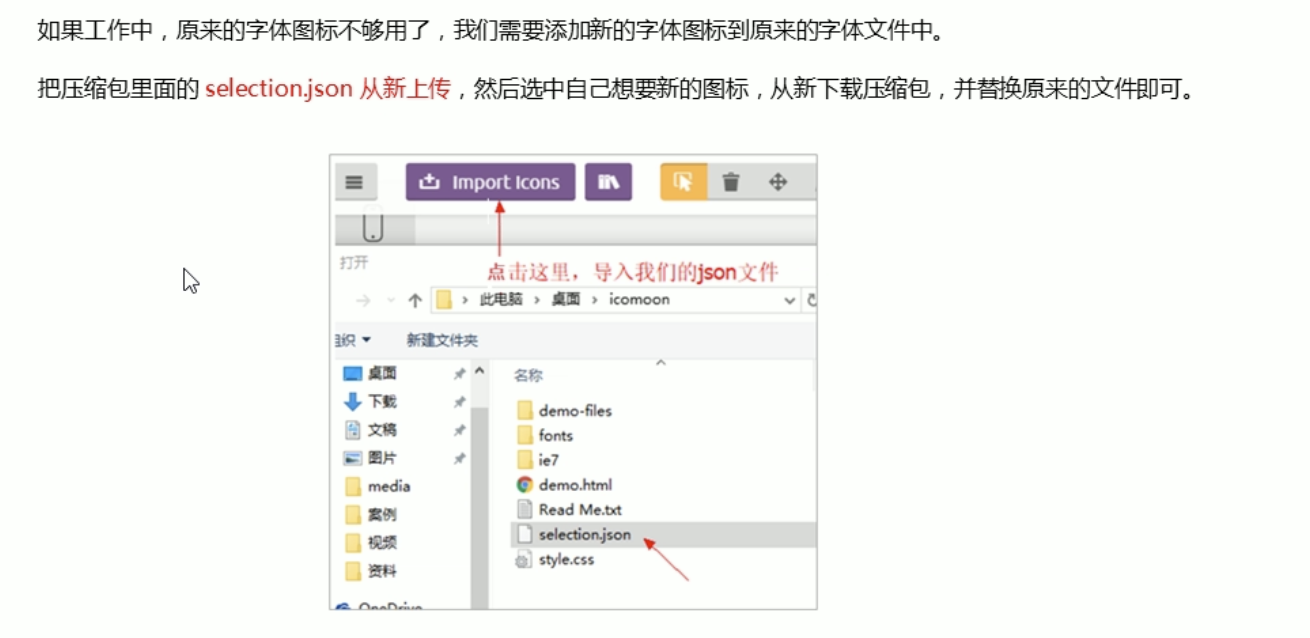 如果工作中，原来的字体图标不够用了，我们需要添加新的字体图标到原来的字体文件中。
把压缩包里面的 selection.json 从新上传，然后选中自己想要新的图标，从新下载压缩包，并替换原来的文件即可。
Import Icons
打开
点击这里，导入我们的json文件
此电脑 › 桌面 › icomoon
组织
新建文件夹
桌面
下载
文稿
图片
media
案例
视频
资料
OneDrive
名称
demo-files
fonts
ie7
demo.html
Read Me.txt
selection.json
style.css